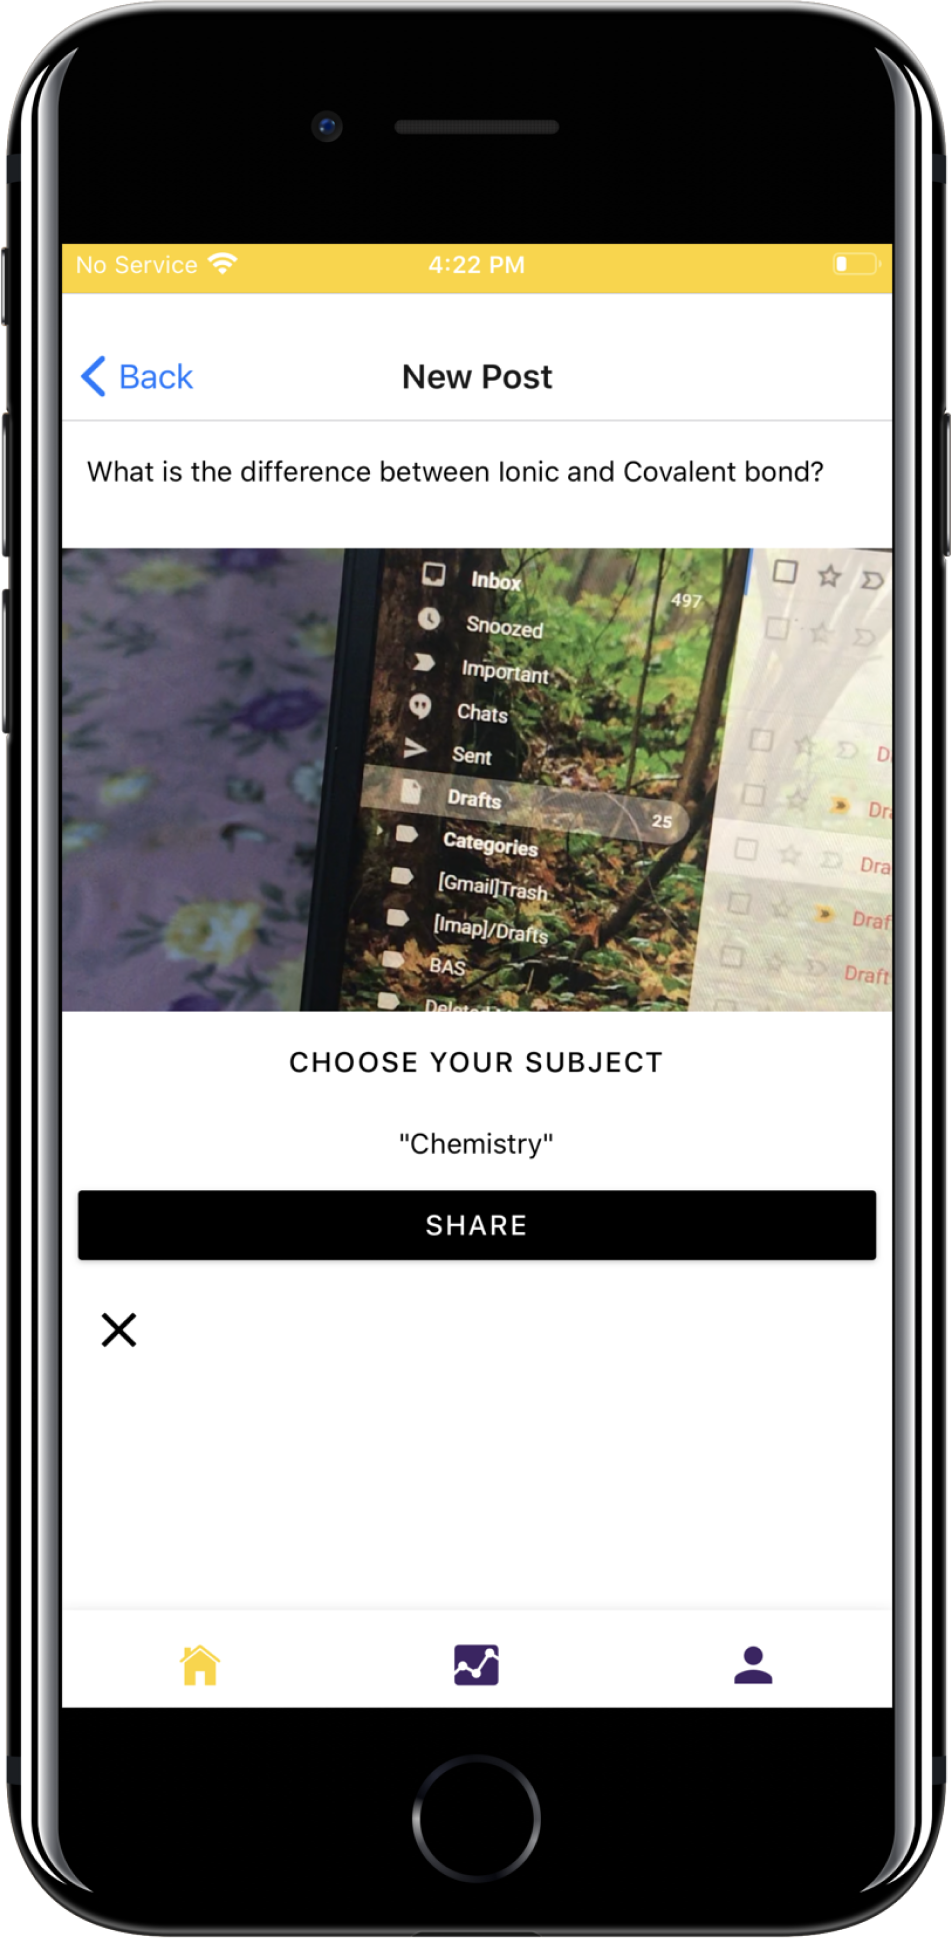 No Service 4:22 PM
Back New Post
What is the difference between Ionic and Covalent bond?
Inbox 497
Snoozed
Important
Chats
Sent
Drafts 25
Categories
[Gmail]Trash
[Imap]/Drafts
BAS
Dra
Draf
Draft
CHOOSE YOUR SUBJECT
"Chemistry"
SHARE